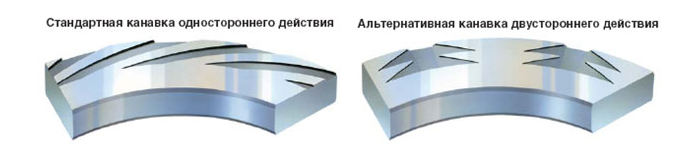 Стандартная канавка одностороннего действия
Альтернативная канавка двустороннего действия